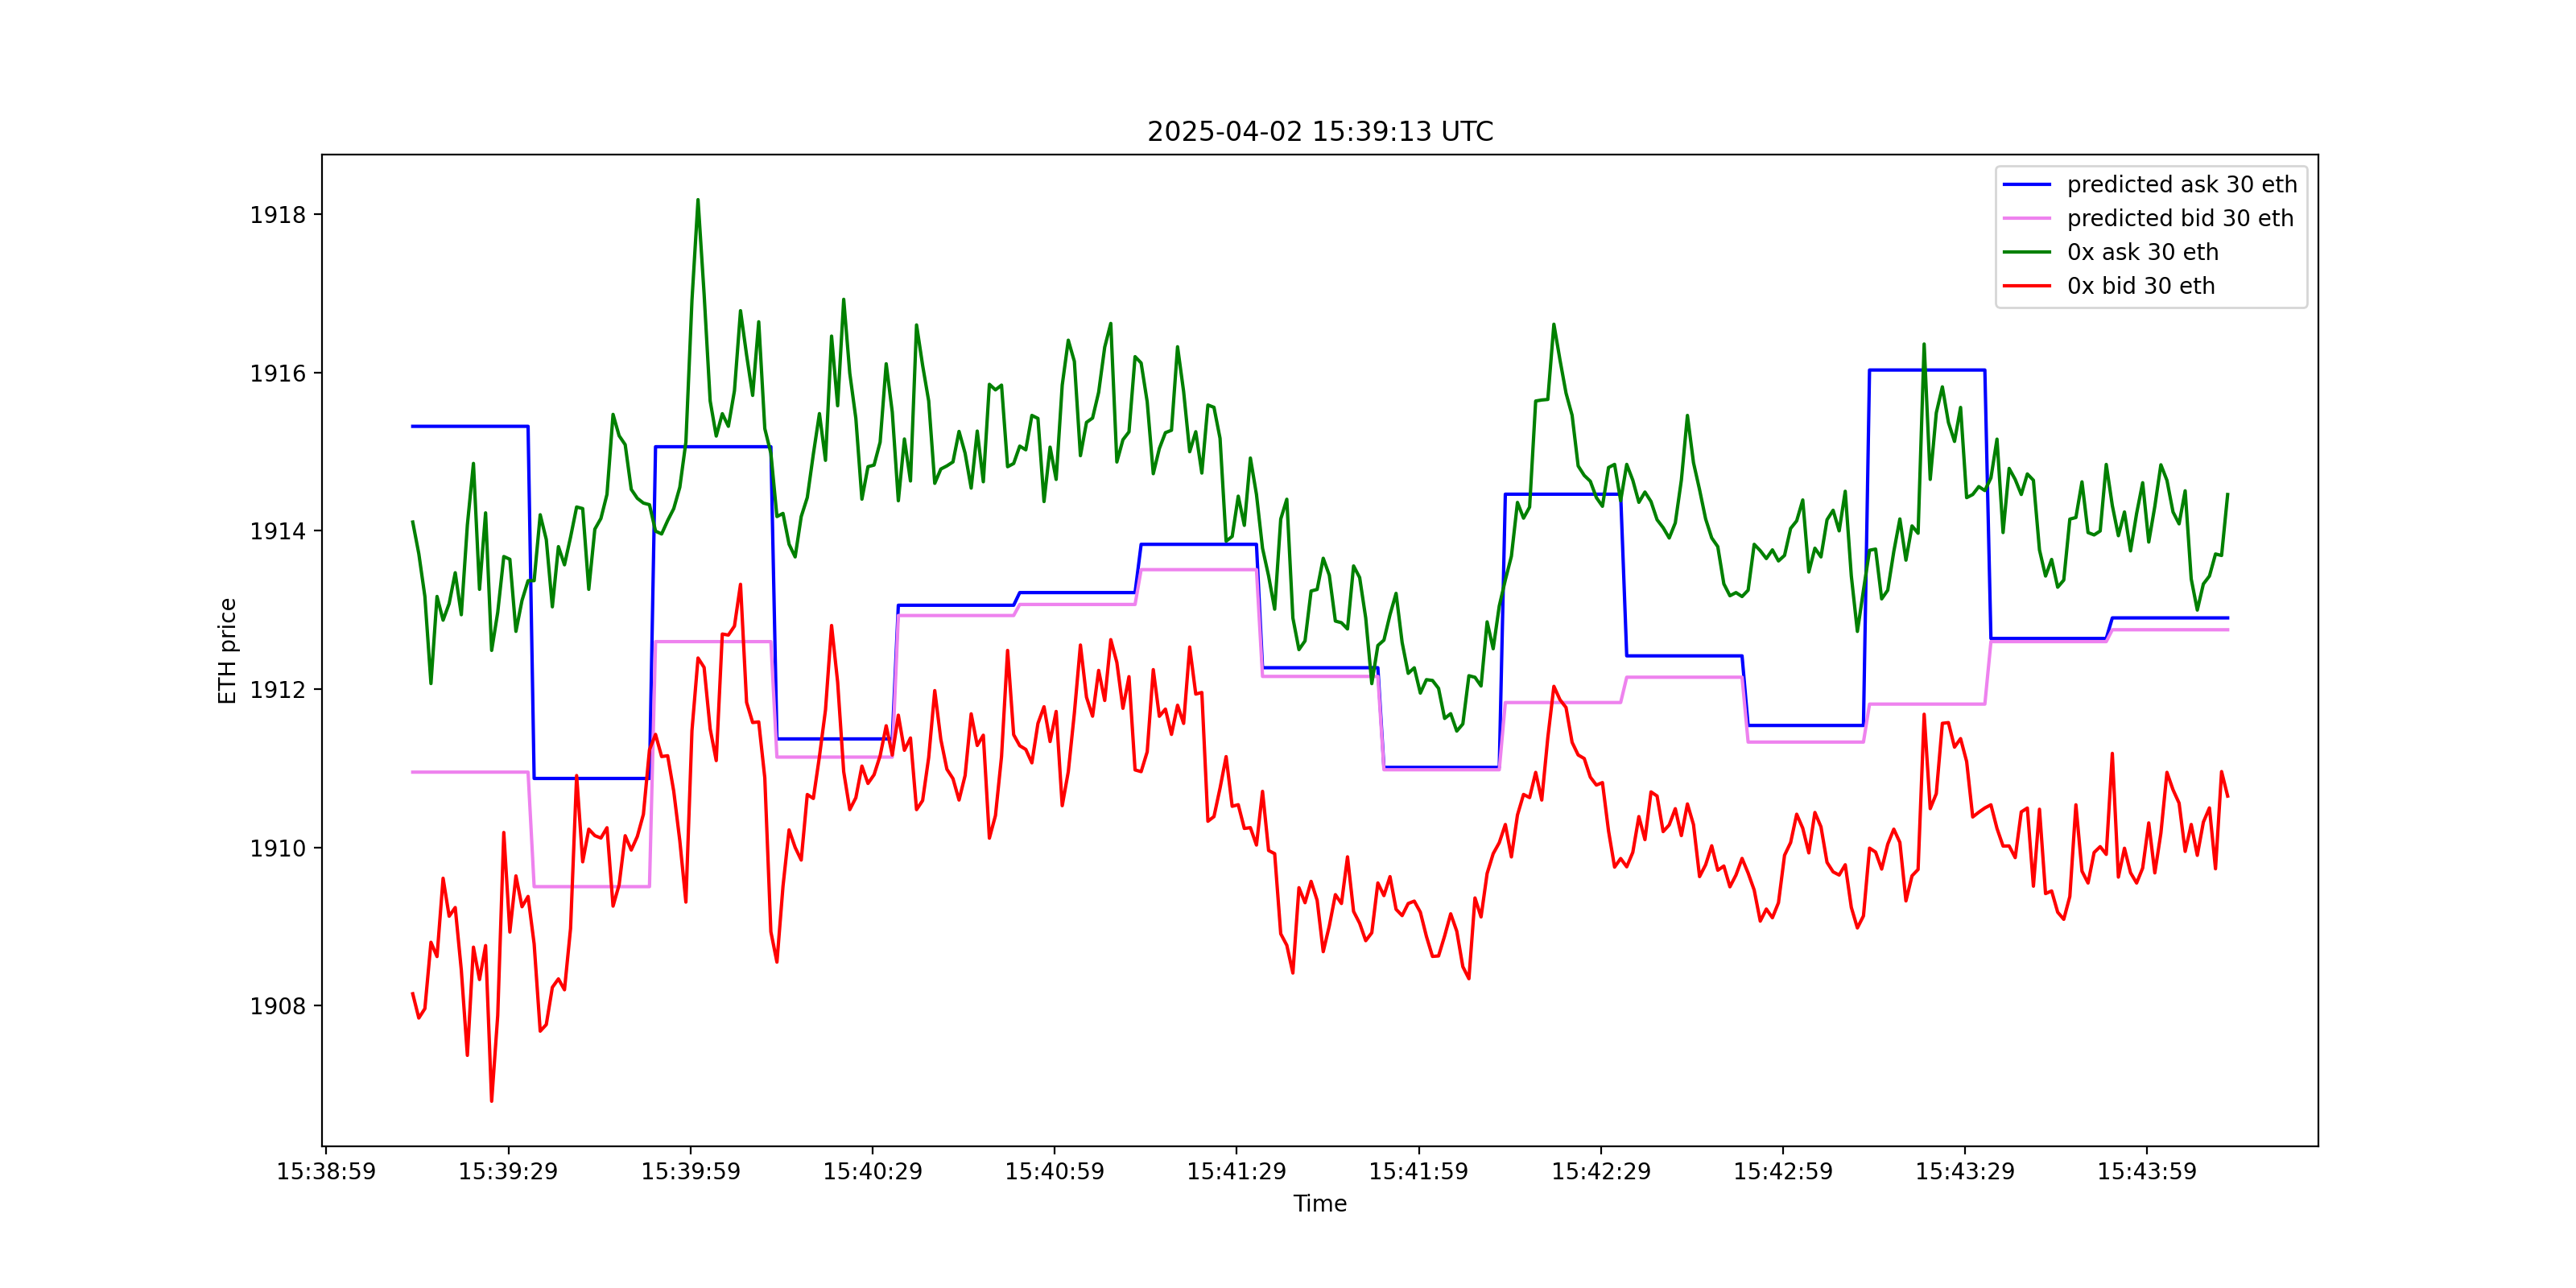 2025-04-02 15:39:13 UTC
predicted ask 30 eth
predicted bid 30 eth
0x ask 30 eth
0x bid 30 eth
1918
1916
1914
1912
1910
1908
ETH price
15:38:59 15:39:29 15:39:59 15:40:29 15:40:59 15:41:29 15:41:59 15:42:29 15:42:59 15:43:29 15:43:59
Time